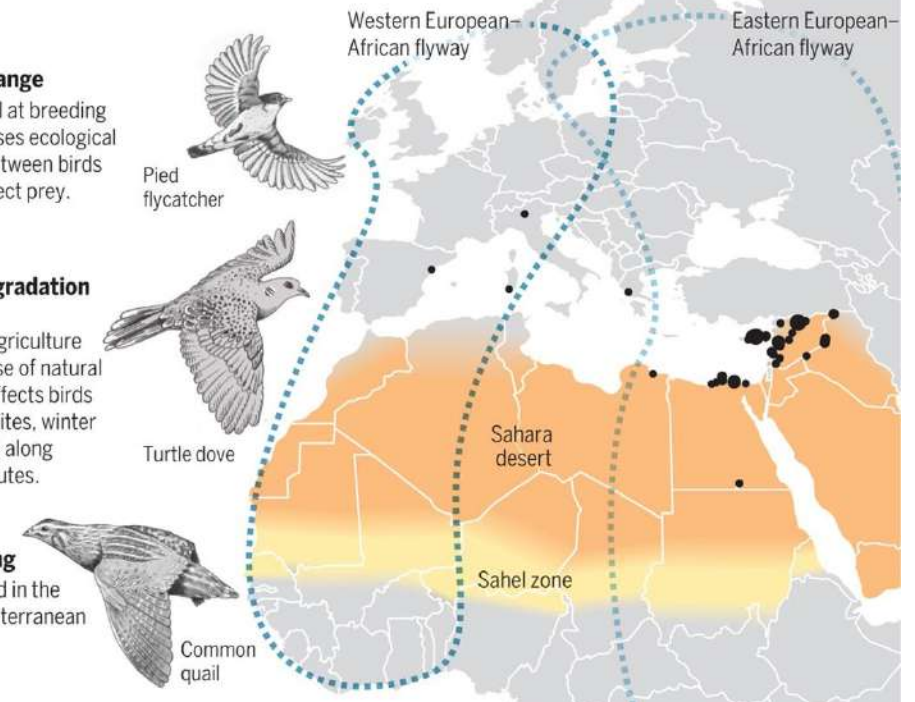 Western European–
African flyway
Eastern European–
African flyway
ange
l at breeding
ses ecological
tween birds
ect prey.
Pied
flycatcher
gradation
griculture
se of natural
ffects birds
ites, winter
along
utes.
Turtle dove
g
d in the
terranean
Common
quail
Sahara
desert
Sahel zone